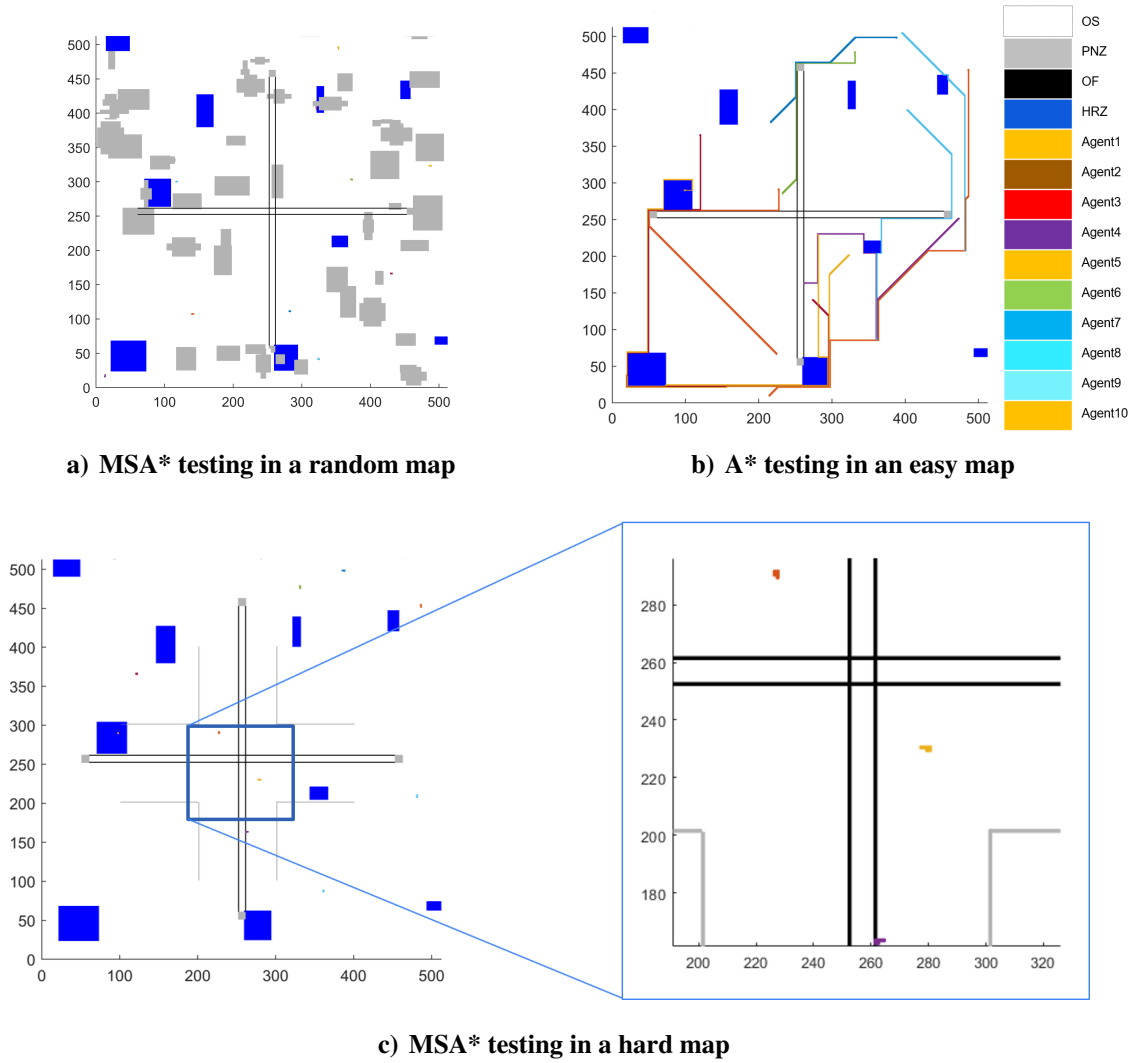 500
450
400
350
300
250
200
150
100
50
0
0 100 200 300 400 500
a) MSA* testing in a random map
500
450
400
350
300
250
200
150
100
50
0
100 200 300 400 500
b) A* testing in an easy map
OS
PNZ
OF
HRZ
Agent1
Agent2
Agent3
Agent4
Agent5
Agent6
Agent7
Agent8
Agent9
Agent10
500
450
400
350
300
250
200
150
100
50
0
0 100 200 300 400 500
280
260
240
220
200
180
200 220 240 260 280 300 320
c) MSA* testing in a hard map